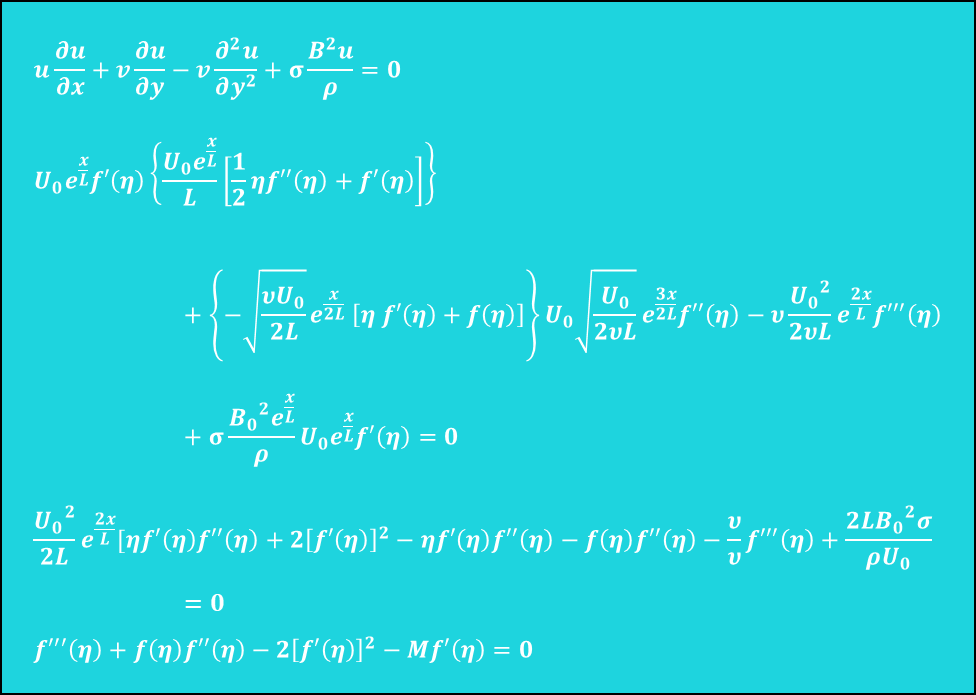 u ∂u/∂x + v ∂u/∂y − v ∂²u/∂y² + σ B²u/ρ = 0
U₀e^(x/L) f′(η) {U₀e^(x/L)/L [1/2 ηf″(η) + f′(η)]}
+ {−√(υU₀/2L) e^(x/2L) [η f′(η) + f(η)]} U₀ √(U₀/2υL) e^(3x/2L) f″(η) − υ U₀²/2υL e^(2x/L) f‴(η)
+ σ B₀²e^(x/L)/ρ U₀e^(x/L) f′(η) = 0
U₀²/2L e^(2x/L) [ηf′(η)f″(η) + 2[f′(η)]² − ηf′(η)f″(η) − f(η)f″(η) − υ/υ f‴(η) + 2LB₀²σ/ρU₀
= 0
f‴(η) + f(η)f″(η) − 2[f′(η)]² − Mf′(η) = 0